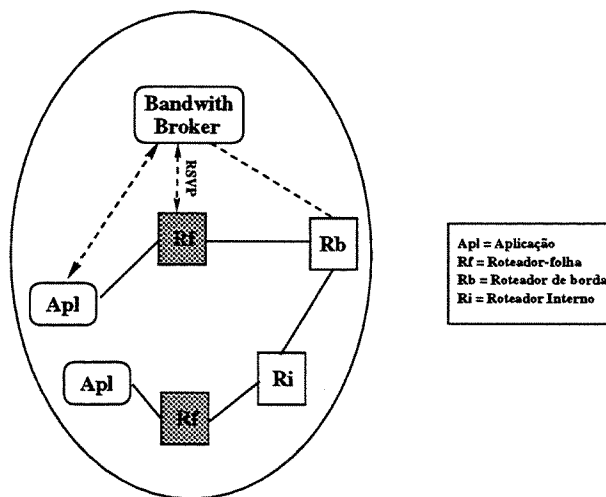 Bandwith
Broker
RSVP
Rf
Rb
Apl
Apl
Rf
Ri
Apl = Aplicação
Rf = Roteador-folha
Rb = Roteador de borda
Ri = Roteador Interno